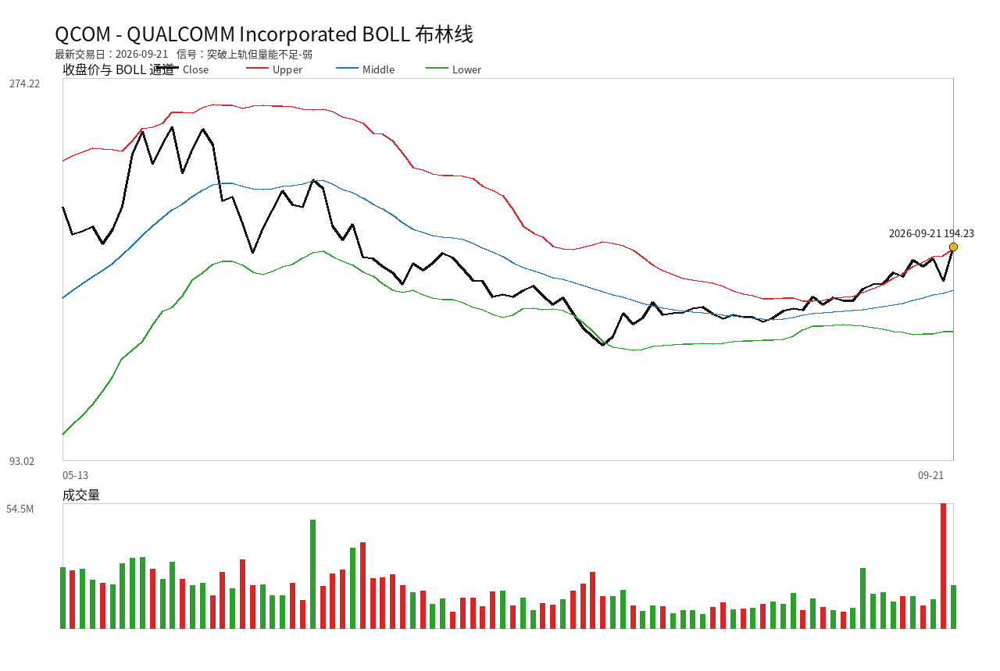 QCOM - QUALCOMM Incorporated BOLL 布林线
最新交易日：2026-09-21 信号：突破上轨但量能不足-弱
收盘价与 BOLL 通道 Close Upper Middle Lower
274.22
2026-09-21 194.23
93.02
05-13 09-21
成交量
54.5M